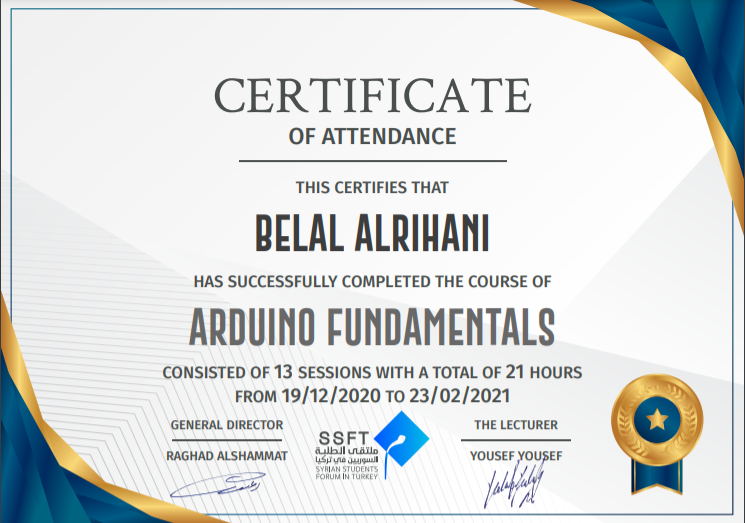 CERTIFICATE
OF ATTENDANCE
THIS CERTIFIES THAT
BELAL ALRIHANI
HAS SUCCESSFULLY COMPLETED THE COURSE OF
ARDUINO FUNDAMENTALS
CONSISTED OF 13 SESSIONS WITH A TOTAL OF 21 HOURS
FROM 19/12/2020 TO 23/02/2021
GENERAL DIRECTOR
RAGHAD ALSHAMMAT
SSFT
ملتقى الطلبة
السوريين في تركيا
SYRIAN STUDENTS
FORUM IN TURKEY
THE LECTURER
YOUSEF YOUSEF